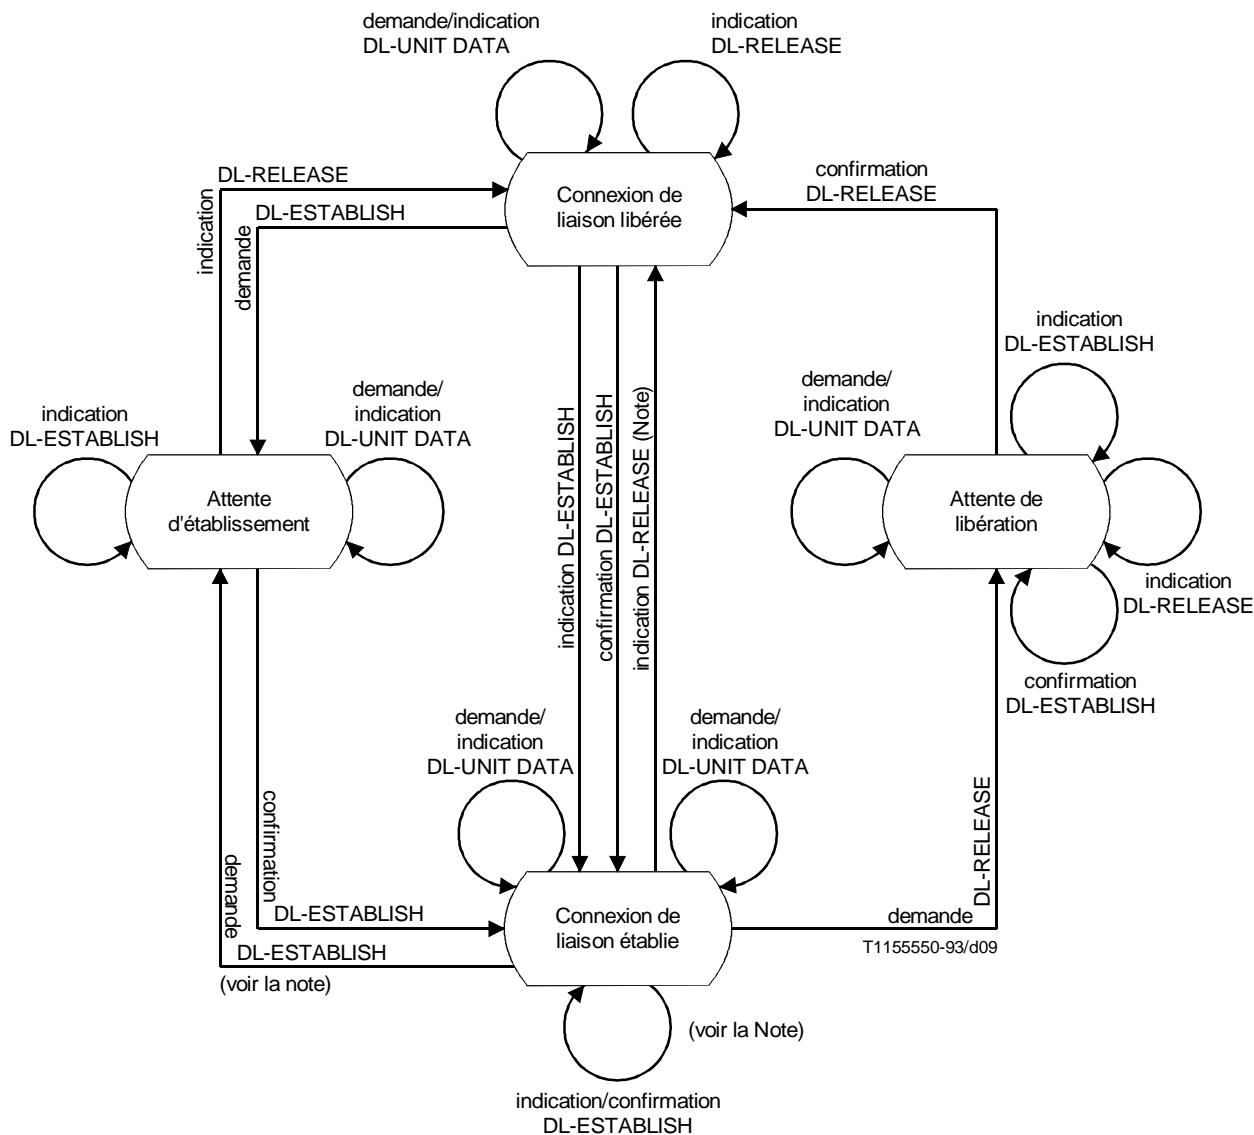 demande/indication
DL-UNIT DATA
indication
DL-RELEASE
DL-RELEASE
indication
DL-ESTABLISH
demande
Connexion de
liaison libérée
confirmation
DL-RELEASE
indication
DL-ESTABLISH
demande/
indication
DL-UNIT DATA
indication
DL-ESTABLISH
demande/
indication
DL-UNIT DATA
Attente
d'établissement
indication DL-ESTABLISH
confirmation DL-ESTABLISH
indication DL-RELEASE (Note)
Attente de
libération
indication
DL-RELEASE
confirmation
DL-ESTABLISH
demande/
indication
DL-UNIT DATA
demande/
indication
DL-UNIT DATA
confirmation
DL-ESTABLISH
demande
DL-ESTABLISH
(voir la note)
Connexion de
liaison établie
demande
DL-RELEASE
T1155550-93/d09
(voir la Note)
indication/confirmation
DL-ESTABLISH